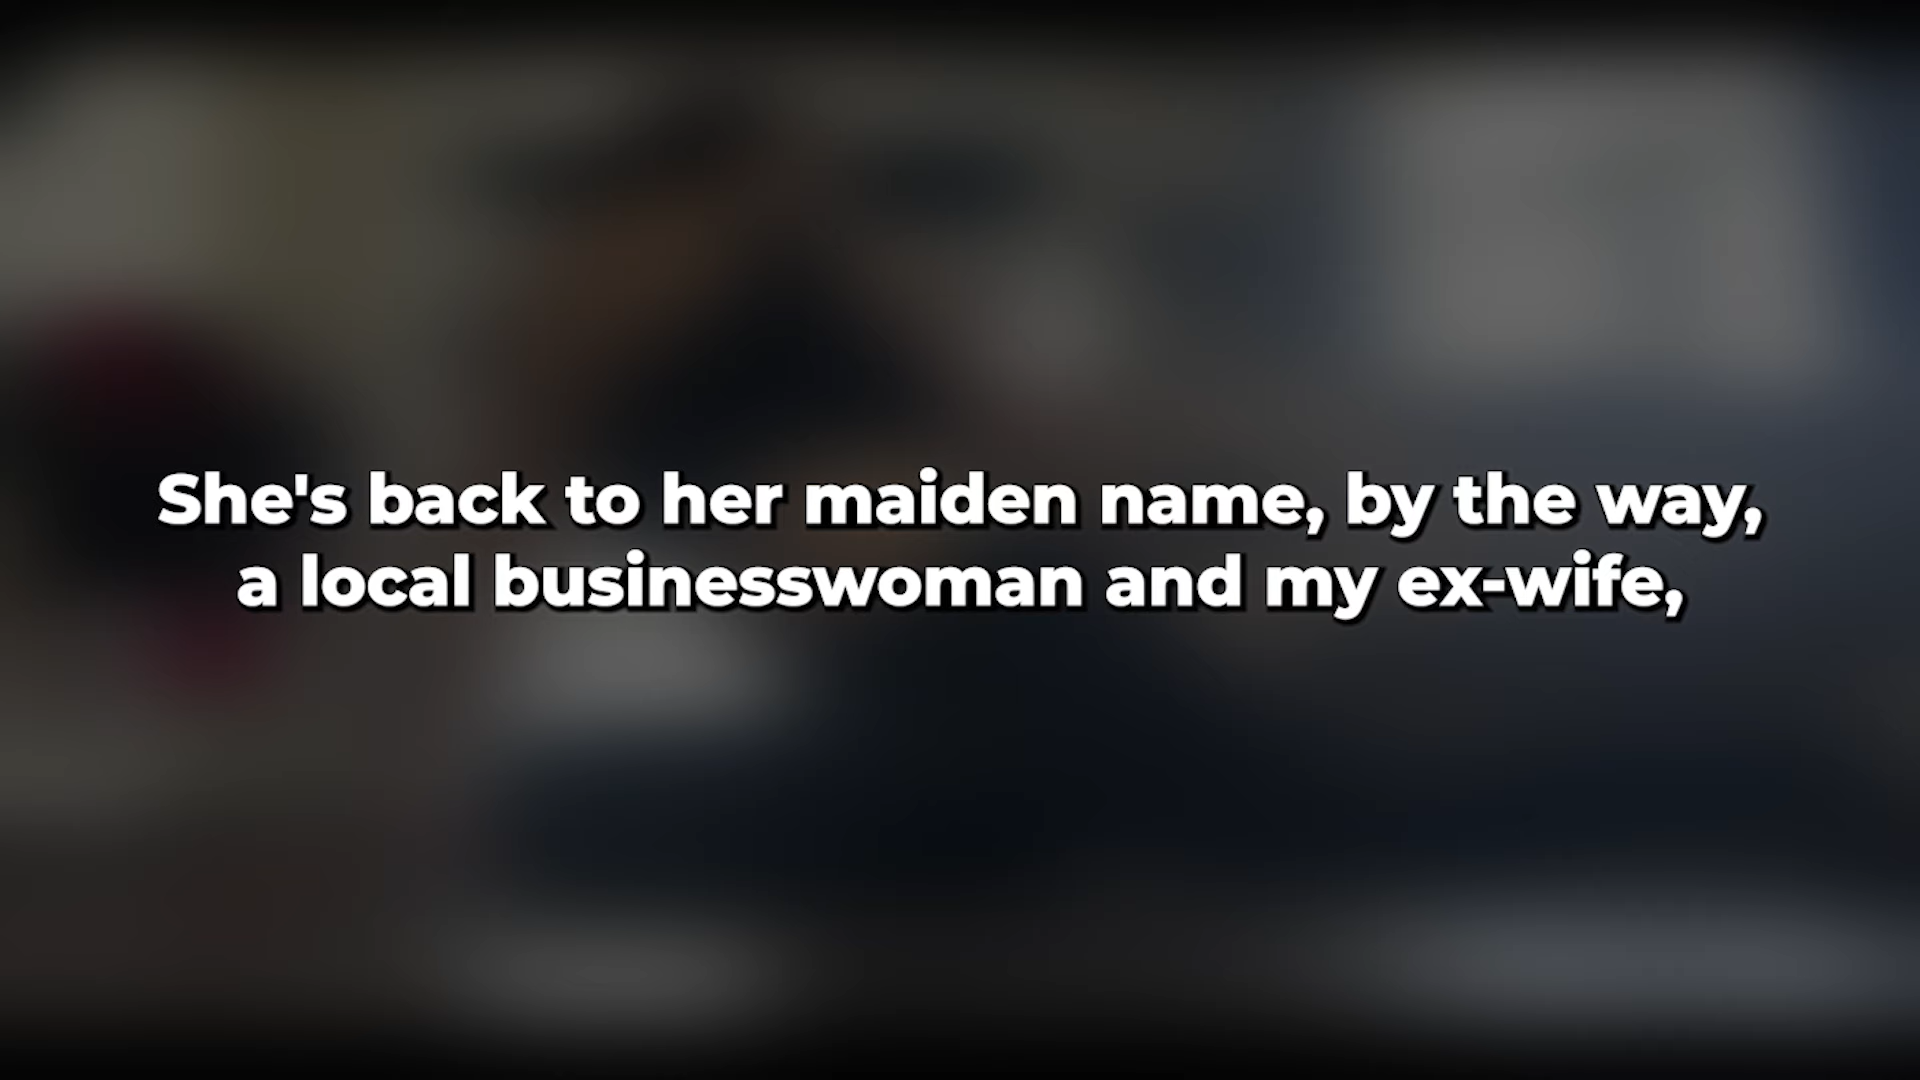 She's back to her maiden name, by the way,
a local businesswoman and my ex-wife,